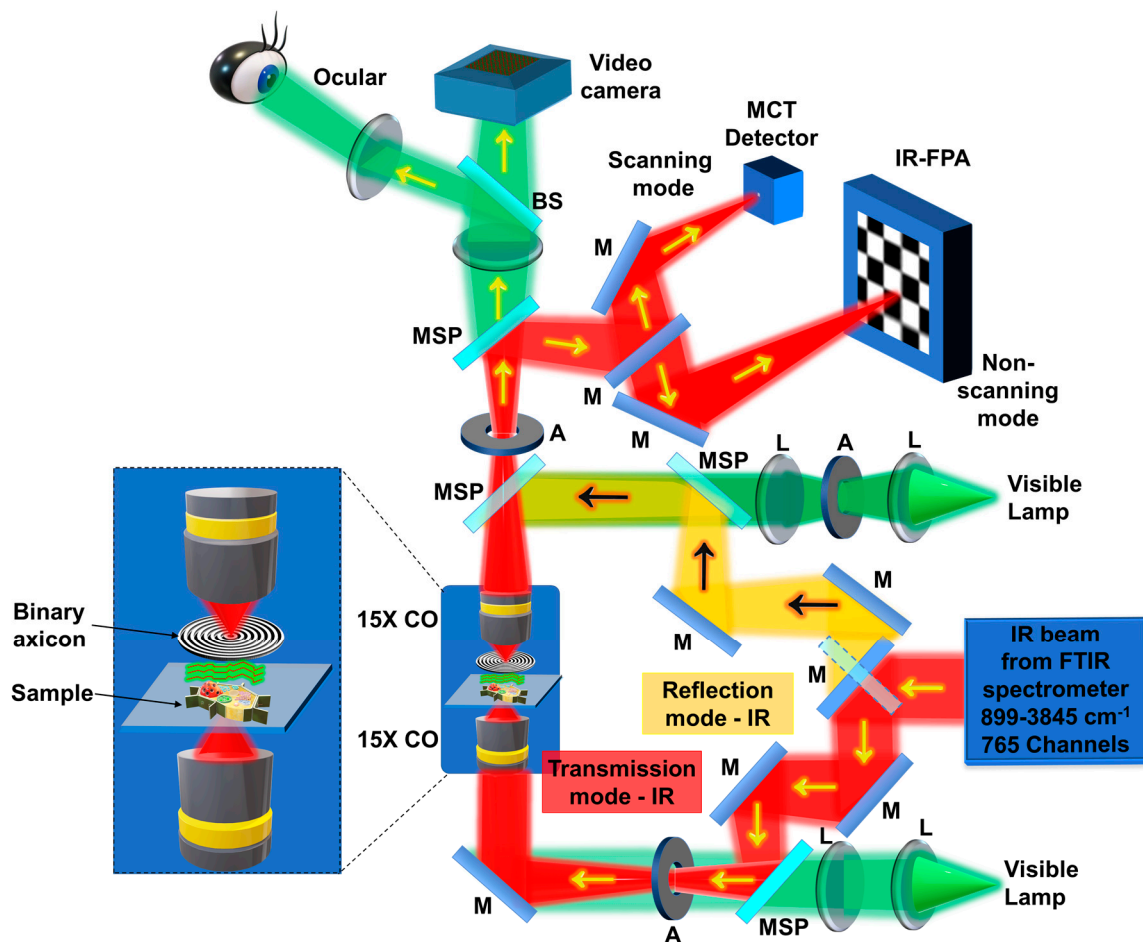 Ocular
Video
camera
MCT
Detector
Scanning
mode
IR-FPA
BS
M
MSP
M
M
Non-
scanning
mode
A
MSP
MSP
L
A
L
Visible
Lamp
Binary
axicon
Sample
15X CO
15X CO
M
M
M
Reflection
mode - IR
Transmission
mode - IR
IR beam
from FTIR
spectrometer
899-3845 cm⁻¹
765 Channels
M
M
M
A
MSP
L
L
Visible
Lamp